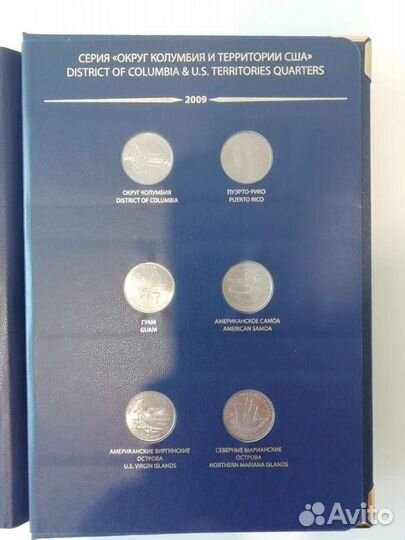 СЕРИЯ «ОКРУГ КОЛУМБИЯ И ТЕРРИТОРИИ США»
DISTRICT OF COLUMBIA & U.S. TERRITORIES QUARTERS
2009
ОКРУГ КОЛУМБИЯ
DISTRICT OF COLUMBIA
ПУЭРТО-РИКО
PUERTO RICO
ГУАМ
GUAM
АМЕРИКАНСКОЕ САМОА
AMERICAN SAMOA
АМЕРИКАНСКИЕ ВИРГИНСКИЕ
ОСТРОВА
U.S. VIRGIN ISLANDS
СЕВЕРНЫЕ МАРИАНСКИЕ
ОСТРОВА
NORTHERN MARIANA ISLANDS
Avito